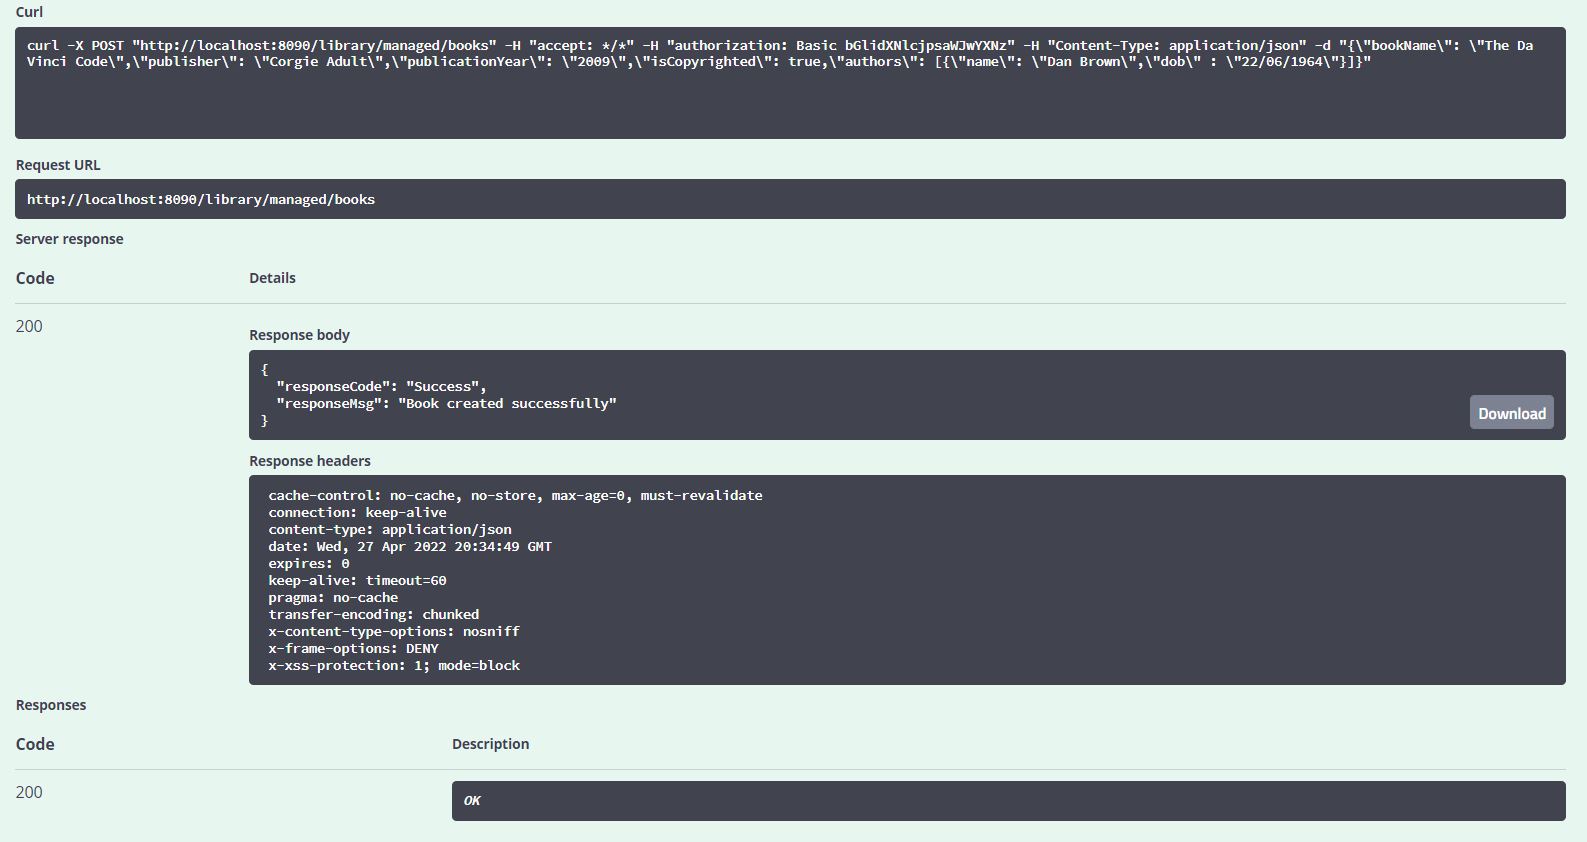 Curl
curl -X POST "http://localhost:8090/library/managed/books" -H "accept: */*" -H "authorization: Basic bGlidXNlcjpsaWJwYXNz" -H "Content-Type: application/json" -d "{\"bookName\": \"The Da
Vinci Code\",\"publisher\": \"Corgie Adult\",\"publicationYear\": \"2009\",\"isCopyrighted\": true,\"authors\": [{\"name\": \"Dan Brown\",\"dob\" : \"22/06/1964\"}]}"
Request URL
http://localhost:8090/library/managed/books
Server response
Code Details
200
Response body
{
"responseCode": "Success",
"responseMsg": "Book created successfully"
}
Download
Response headers
cache-control: no-cache, no-store, max-age=0, must-revalidate
connection: keep-alive
content-type: application/json
date: Wed, 27 Apr 2022 20:34:49 GMT
expires: 0
keep-alive: timeout=60
pragma: no-cache
transfer-encoding: chunked
x-content-type-options: nosniff
x-frame-options: DENY
x-xss-protection: 1; mode=block
Responses
Code Description
200 OK